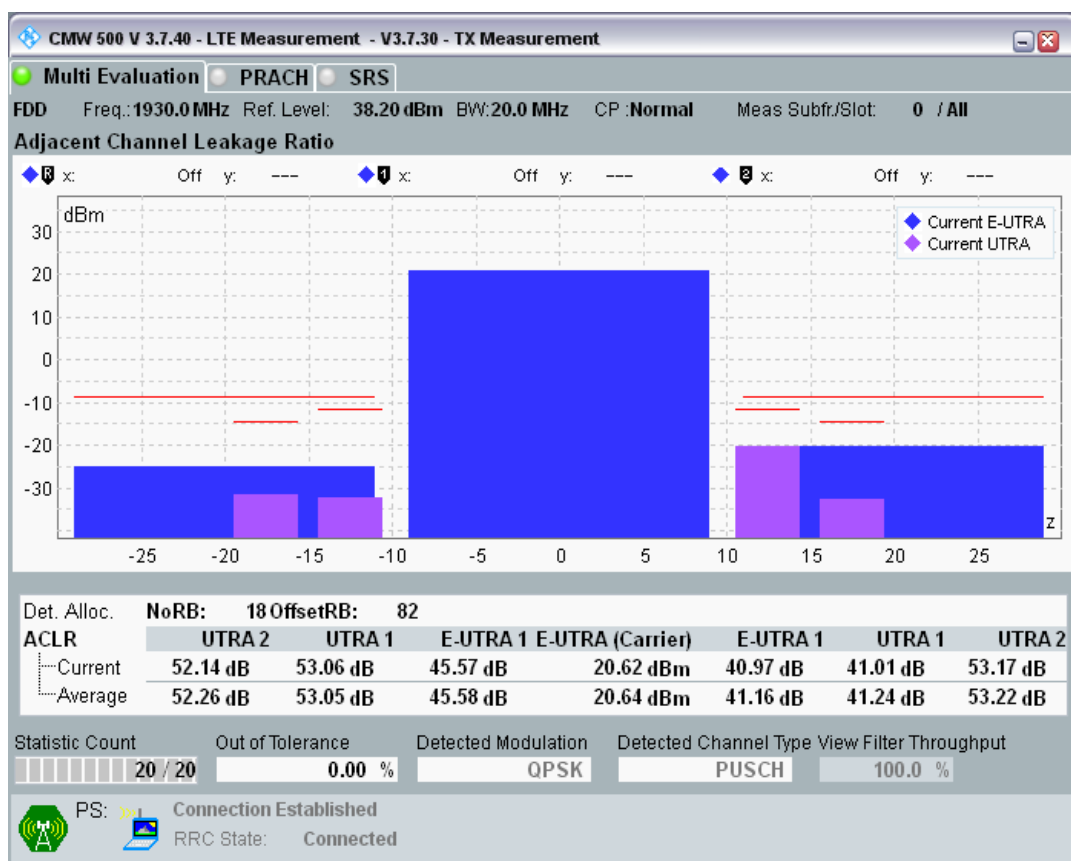 CMW 500 V 3.7.40 - LTE Measurement - V3.7.30 - TX Measurement
Multi Evaluation PRACH SRS
FDD Freq.: 1930.0 MHz Ref. Level: 38.20 dBm BW: 20.0 MHz CP : Normal Meas Subfr./Slot: 0 / All
Adjacent Channel Leakage Ratio
R x: Off y: --- 1 x: Off y: --- 2 x: Off y: ---
dBm
Current E-UTRA
Current UTRA
30
20
10
0
-10
-20
-30
z
-25 -20 -15 -10 -5 0 5 10 15 20 25
Det. Alloc. NoRB: 18 OffsetRB: 82
ACLR UTRA 2 UTRA 1 E-UTRA 1 E-UTRA (Carrier) E-UTRA 1 UTRA 1 UTRA 2
Current 52.14 dB 53.06 dB 45.57 dB 20.62 dBm 40.97 dB 41.01 dB 53.17 dB
Average 52.26 dB 53.05 dB 45.58 dB 20.64 dBm 41.16 dB 41.24 dB 53.22 dB
Statistic Count Out of Tolerance Detected Modulation Detected Channel Type View Filter Throughput
20 / 20 0.00 % QPSK PUSCH 100.0 %
PS: Connection Established
RRC State: Connected